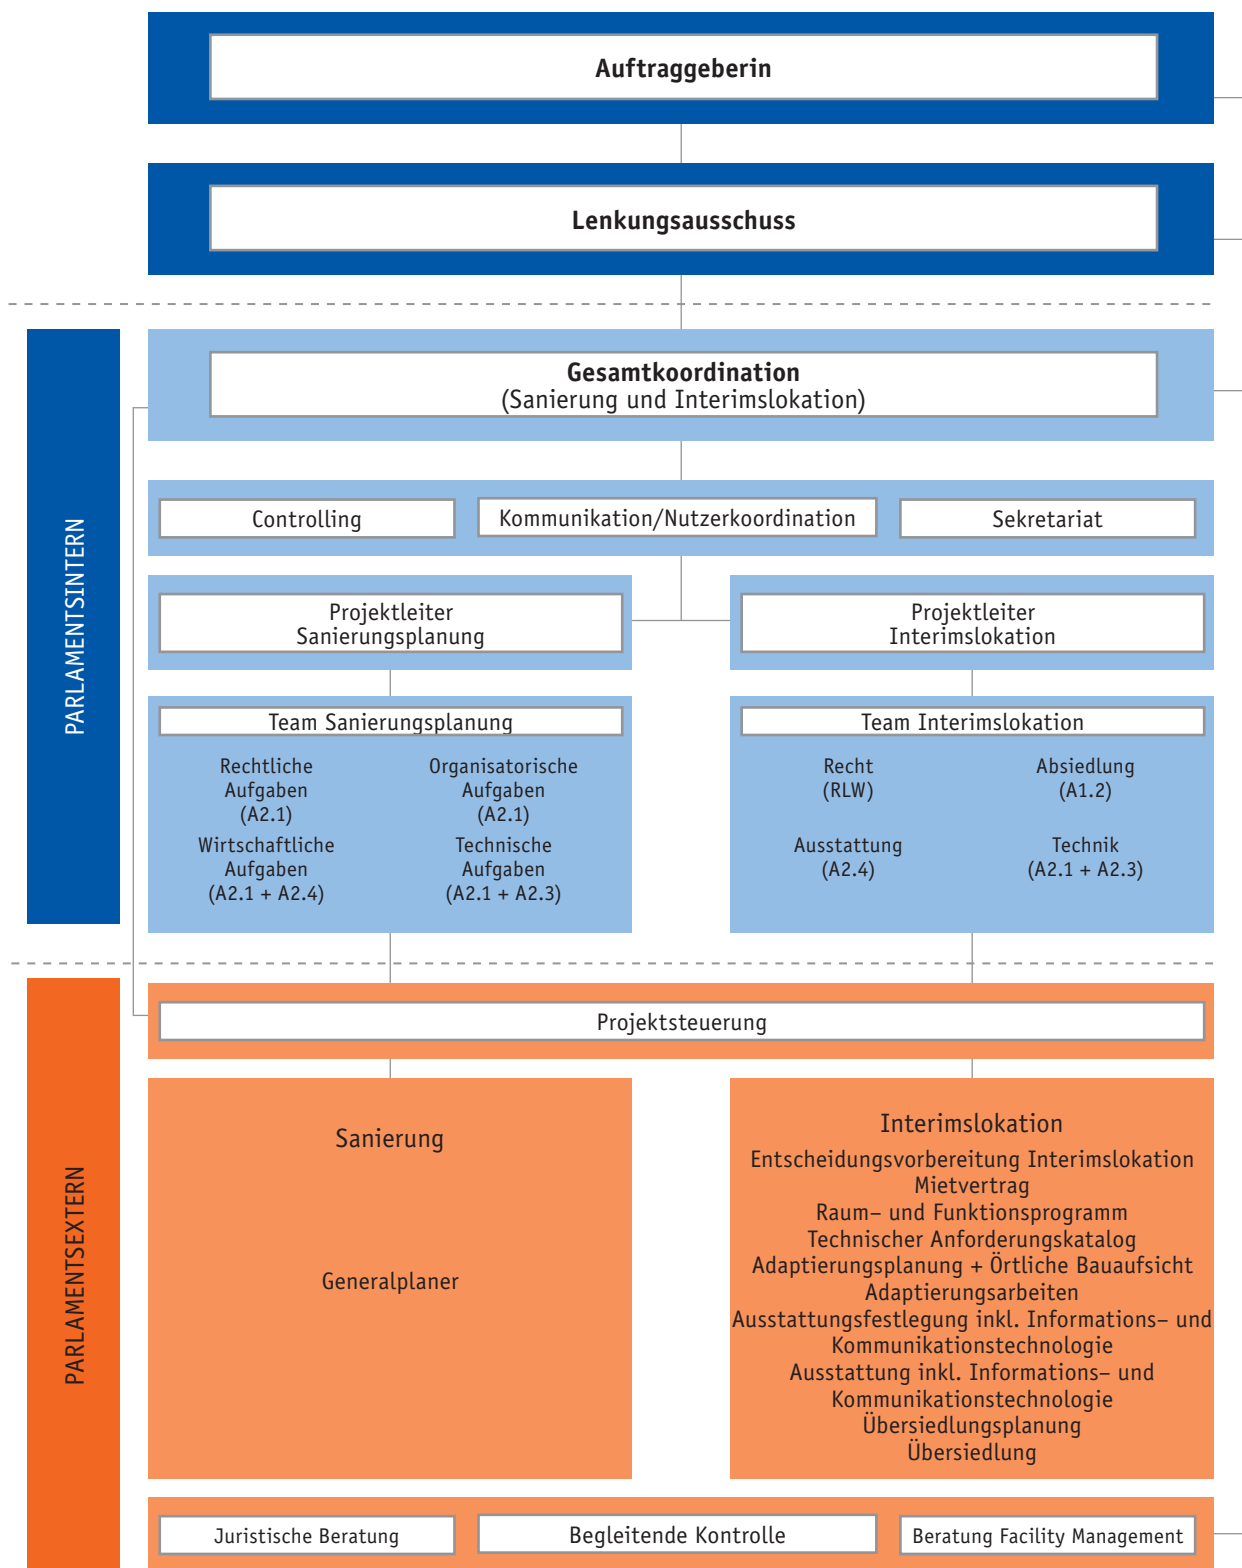 Auftraggeberin
Lenkungsausschuss
PARLAMENTSINTERN
Gesamtkoordination
(Sanierung und Interimslokation)
Controlling
Kommunikation/Nutzerkoordination
Sekretariat
Projektleiter
Sanierungsplanung
Projektleiter
Interimslokation
Team Sanierungsplanung
Rechtliche
Aufgaben
(A2.1)
Organisatorische
Aufgaben
(A2.1)
Wirtschaftliche
Aufgaben
(A2.1 + A2.4)
Technische
Aufgaben
(A2.1 + A2.3)
Team Interimslokation
Recht
(RLW)
Absiedlung
(A1.2)
Ausstattung
(A2.4)
Technik
(A2.1 + A2.3)
PARLAMENTSEXTERN
Projektsteuerung
Sanierung
Generalplaner
Interimslokation
Entscheidungsvorbereitung Interimslokation
Mietvertrag
Raum– und Funktionsprogramm
Technischer Anforderungskatalog
Adaptierungsplanung + Örtliche Bauaufsicht
Adaptierungsarbeiten
Ausstattungsfestlegung inkl. Informations– und
Kommunikationstechnologie
Ausstattung inkl. Informations– und
Kommunikationstechnologie
Übersiedlungsplanung
Übersiedlung
Juristische Beratung
Begleitende Kontrolle
Beratung Facility Management